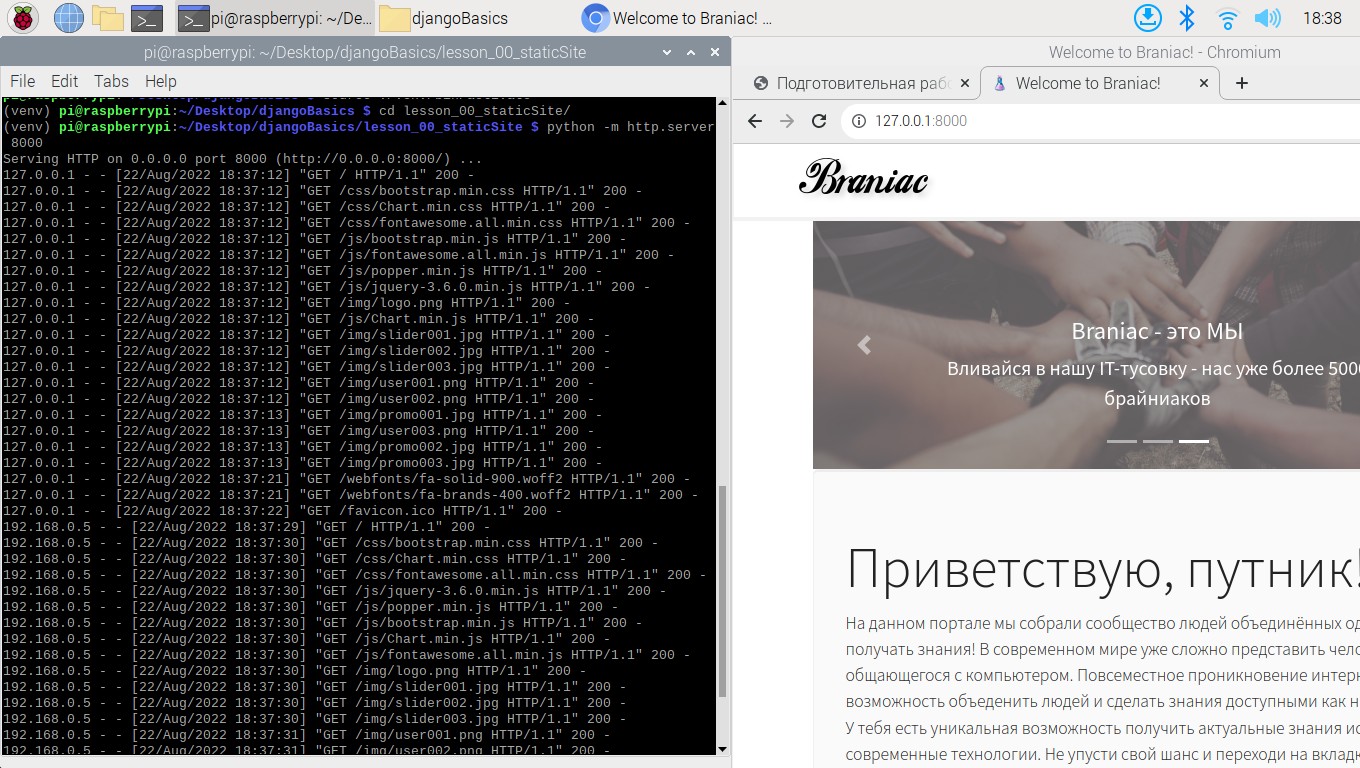 pi@raspberrypi: ~/De...
djangoBasics
Welcome to Braniac! ...
18:38
pi@raspberrypi: ~/Desktop/djangoBasics/lesson_00_staticSite
File Edit Tabs Help
(venv) pi@raspberrypi:~/Desktop/djangoBasics $ cd lesson_00_staticSite/
(venv) pi@raspberrypi:~/Desktop/djangoBasics/lesson_00_staticSite $ python -m http.server
8000
Serving HTTP on 0.0.0.0 port 8000 (http://0.0.0.0:8000/) ...
127.0.0.1 - - [22/Aug/2022 18:37:12] "GET / HTTP/1.1" 200 -
127.0.0.1 - - [22/Aug/2022 18:37:12] "GET /css/bootstrap.min.css HTTP/1.1" 200 -
127.0.0.1 - - [22/Aug/2022 18:37:12] "GET /css/Chart.min.css HTTP/1.1" 200 -
127.0.0.1 - - [22/Aug/2022 18:37:12] "GET /css/fontawesome.all.min.css HTTP/1.1" 200 -
127.0.0.1 - - [22/Aug/2022 18:37:12] "GET /js/bootstrap.min.js HTTP/1.1" 200 -
127.0.0.1 - - [22/Aug/2022 18:37:12] "GET /js/fontawesome.all.min.js HTTP/1.1" 200 -
127.0.0.1 - - [22/Aug/2022 18:37:12] "GET /js/popper.min.js HTTP/1.1" 200 -
127.0.0.1 - - [22/Aug/2022 18:37:12] "GET /js/jquery-3.6.0.min.js HTTP/1.1" 200 -
127.0.0.1 - - [22/Aug/2022 18:37:12] "GET /img/logo.png HTTP/1.1" 200 -
127.0.0.1 - - [22/Aug/2022 18:37:12] "GET /js/Chart.min.js HTTP/1.1" 200 -
127.0.0.1 - - [22/Aug/2022 18:37:12] "GET /img/slider001.jpg HTTP/1.1" 200 -
127.0.0.1 - - [22/Aug/2022 18:37:12] "GET /img/slider002.jpg HTTP/1.1" 200 -
127.0.0.1 - - [22/Aug/2022 18:37:12] "GET /img/slider003.jpg HTTP/1.1" 200 -
127.0.0.1 - - [22/Aug/2022 18:37:12] "GET /img/user001.png HTTP/1.1" 200 -
127.0.0.1 - - [22/Aug/2022 18:37:12] "GET /img/user002.png HTTP/1.1" 200 -
127.0.0.1 - - [22/Aug/2022 18:37:13] "GET /img/promo001.jpg HTTP/1.1" 200 -
127.0.0.1 - - [22/Aug/2022 18:37:13] "GET /img/user003.png HTTP/1.1" 200 -
127.0.0.1 - - [22/Aug/2022 18:37:13] "GET /img/promo002.jpg HTTP/1.1" 200 -
127.0.0.1 - - [22/Aug/2022 18:37:13] "GET /img/promo003.jpg HTTP/1.1" 200 -
127.0.0.1 - - [22/Aug/2022 18:37:21] "GET /webfonts/fa-solid-900.woff2 HTTP/1.1" 200 -
127.0.0.1 - - [22/Aug/2022 18:37:21] "GET /webfonts/fa-brands-400.woff2 HTTP/1.1" 200 -
127.0.0.1 - - [22/Aug/2022 18:37:22] "GET /favicon.ico HTTP/1.1" 200 -
192.168.0.5 - - [22/Aug/2022 18:37:29] "GET / HTTP/1.1" 200 -
192.168.0.5 - - [22/Aug/2022 18:37:30] "GET /css/bootstrap.min.css HTTP/1.1" 200 -
192.168.0.5 - - [22/Aug/2022 18:37:30] "GET /css/Chart.min.css HTTP/1.1" 200 -
192.168.0.5 - - [22/Aug/2022 18:37:30] "GET /css/fontawesome.all.min.css HTTP/1.1" 200 -
192.168.0.5 - - [22/Aug/2022 18:37:30] "GET /js/jquery-3.6.0.min.js HTTP/1.1" 200 -
192.168.0.5 - - [22/Aug/2022 18:37:30] "GET /js/popper.min.js HTTP/1.1" 200 -
192.168.0.5 - - [22/Aug/2022 18:37:30] "GET /js/bootstrap.min.js HTTP/1.1" 200 -
192.168.0.5 - - [22/Aug/2022 18:37:30] "GET /js/Chart.min.js HTTP/1.1" 200 -
192.168.0.5 - - [22/Aug/2022 18:37:30] "GET /js/fontawesome.all.min.js HTTP/1.1" 200 -
192.168.0.5 - - [22/Aug/2022 18:37:30] "GET /img/logo.png HTTP/1.1" 200 -
192.168.0.5 - - [22/Aug/2022 18:37:30] "GET /img/slider001.jpg HTTP/1.1" 200 -
192.168.0.5 - - [22/Aug/2022 18:37:30] "GET /img/slider002.jpg HTTP/1.1" 200 -
192.168.0.5 - - [22/Aug/2022 18:37:30] "GET /img/slider003.jpg HTTP/1.1" 200 -
192.168.0.5 - - [22/Aug/2022 18:37:31] "GET /img/user001.png HTTP/1.1" 200 -
192.168.0.5 - - [22/Aug/2022 18:37:31] "GET /img/user002.png HTTP/1.1" 200 -
Welcome to Braniac! - Chromium
Подготовительная раб
Welcome to Braniac!
127.0.0.1:8000
Braniac
Braniac - это МЫ
Вливайся в нашу IT-тусовку - нас уже более 500
брайниаков
Приветствую, путник!
На данном портале мы собрали сообщество людей объединённых од
получать знания! В современном мире уже сложно представить чело
общающегося с компьютером. Повсеместное проникновение интерн
возможность объеденить людей и сделать знания доступными как н
У тебя есть уникальная возможность получить актуальные знания ис
современные технологии. Не упусти свой шанс и переходи на вкладк